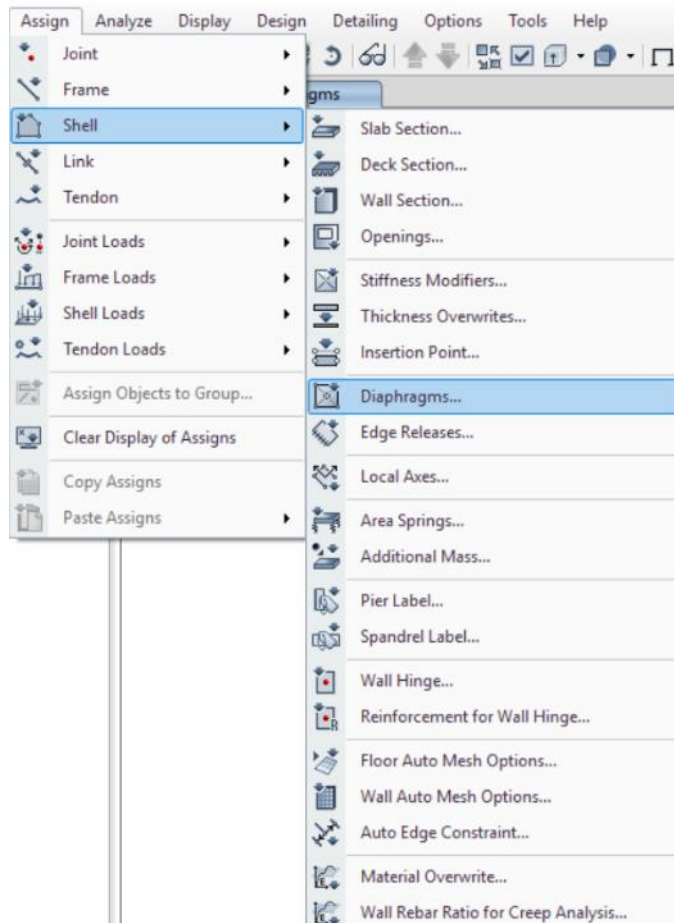 Assign Analyze Display Design Detailing Options Tools Help
Joint
Frame
Shell
Link
Tendon
Joint Loads
Frame Loads
Shell Loads
Tendon Loads
Assign Objects to Group...
Clear Display of Assigns
Copy Assigns
Paste Assigns
gms
Slab Section...
Deck Section...
Wall Section...
Openings...
Stiffness Modifiers...
Thickness Overwrites...
Insertion Point...
Diaphragms...
Edge Releases...
Local Axes...
Area Springs...
Additional Mass...
Pier Label...
Spandrel Label...
Wall Hinge...
Reinforcement for Wall Hinge...
Floor Auto Mesh Options...
Wall Auto Mesh Options...
Auto Edge Constraint...
Material Overwrite...
Wall Rebar Ratio for Creep Analysis...